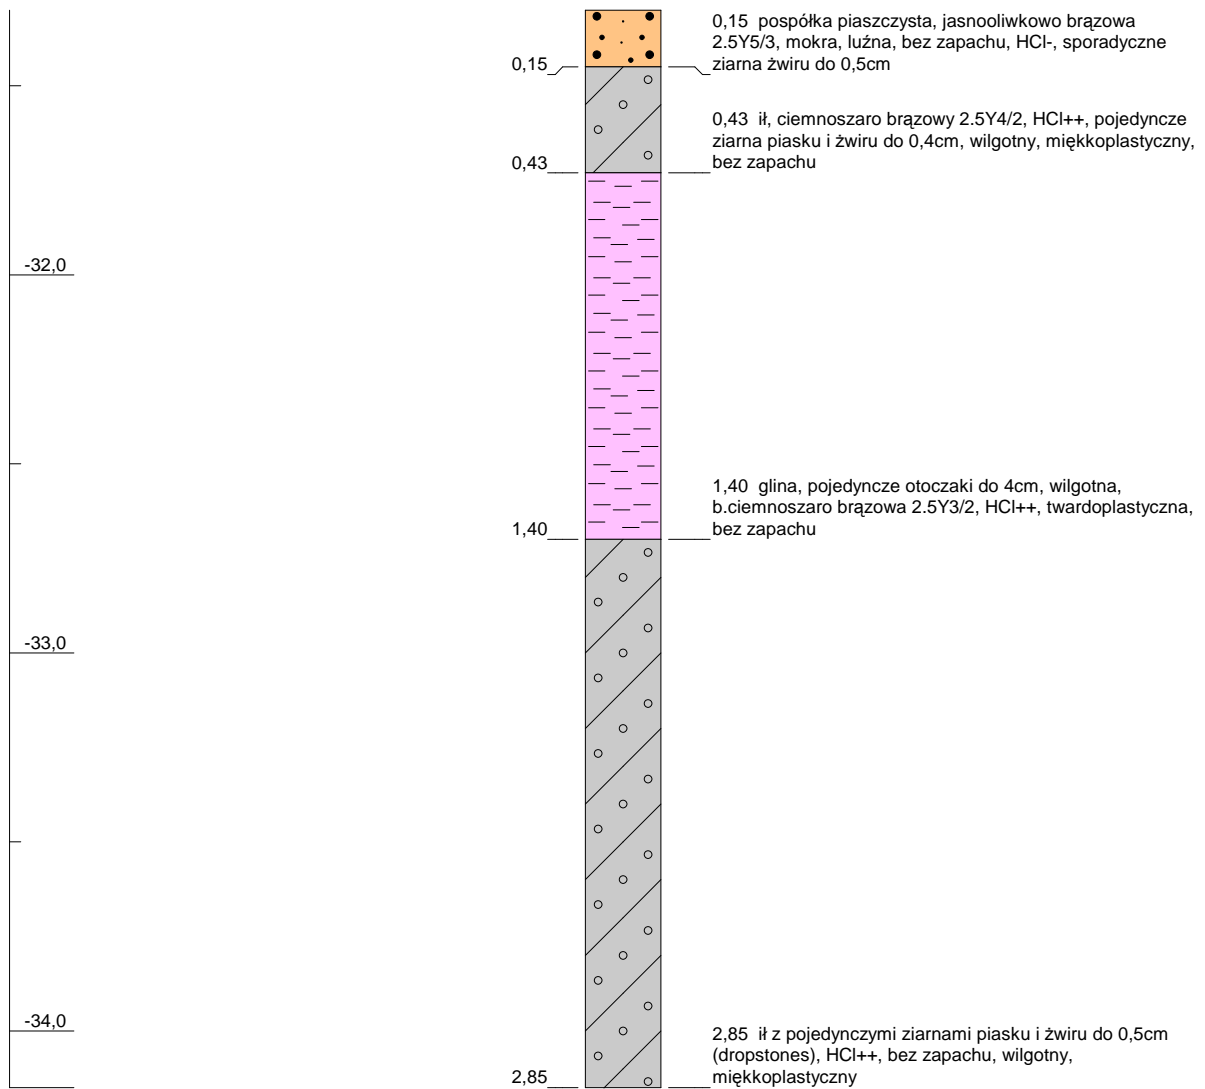 0,15 pospółka piaszczysta, jasnooliwkowo brązowa
2.5Y5/3, mokra, luźna, bez zapachu, HCl-, sporadyczne
ziarna żwiru do 0,5cm
0,15
0,43 ił, ciemnoszaro brązowy 2.5Y4/2, HCl++, pojedyncze
ziarna piasku i żwiru do 0,4cm, wilgotny, miękkoplastyczny,
bez zapachu
0,43
-32,0
1,40 glina, pojedyncze otoczaki do 4cm, wilgotna,
b.ciemnoszaro brązowa 2.5Y3/2, HCl++, twardoplastyczna,
bez zapachu
1,40
-33,0
-34,0
2,85 ił z pojedynczymi ziarnami piasku i żwiru do 0,5cm
(dropstones), HCl++, bez zapachu, wilgotny,
miękkoplastyczny
2,85